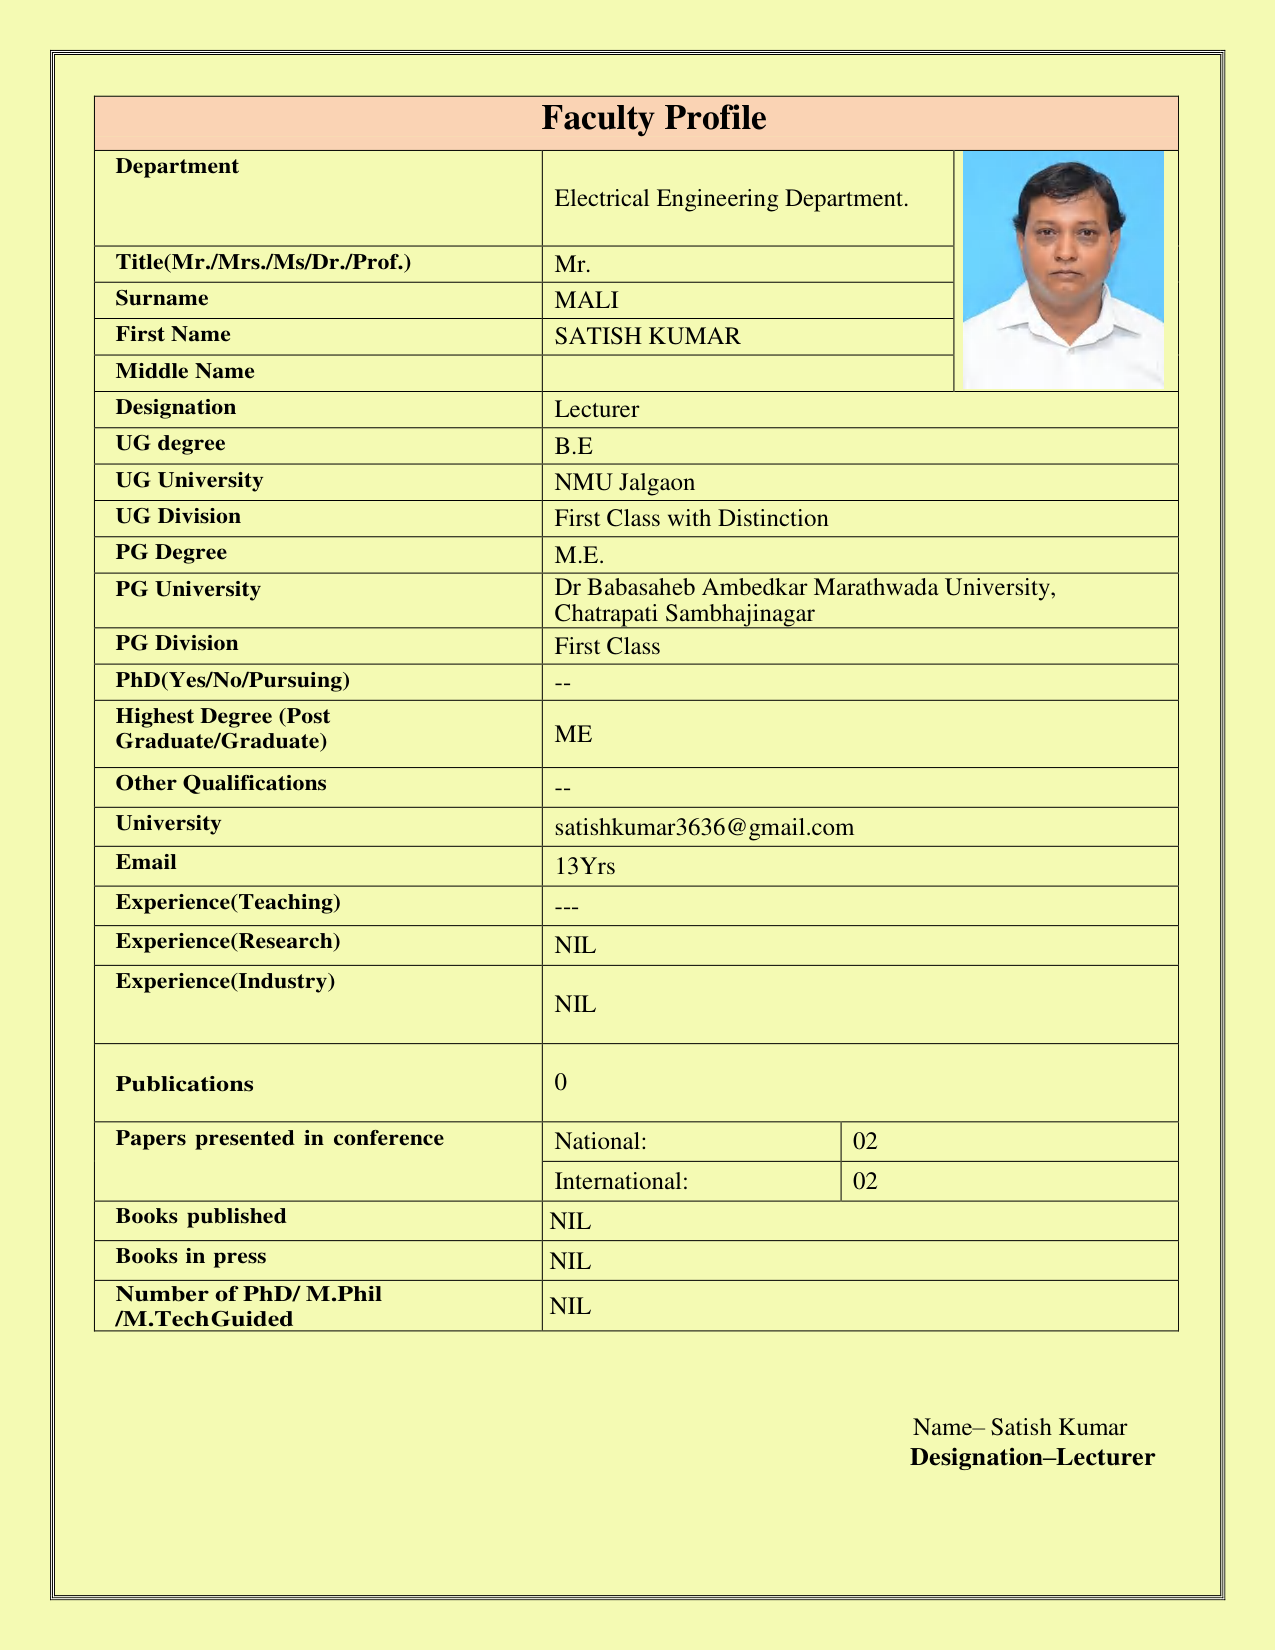 Faculty Profile
Department
Electrical Engineering Department.
Title(Mr./Mrs./Ms/Dr./Prof.)
Mr.
Surname
MALI
First Name
SATISH KUMAR
Middle Name
Designation
Lecturer
UG degree
B.E
UG University
NMU Jalgaon
UG Division
First Class with Distinction
PG Degree
M.E.
PG University
Dr Babasaheb Ambedkar Marathwada University,
Chatrapati Sambhajinagar
PG Division
First Class
PhD(Yes/No/Pursuing)
--
Highest Degree (Post
Graduate/Graduate)
ME
Other Qualifications
--
University
satishkumar3636@gmail.com
Email
13Yrs
Experience(Teaching)
---
Experience(Research)
NIL
Experience(Industry)
NIL
Publications
0
Papers presented in conference
National:
02
International:
02
Books published
NIL
Books in press
NIL
Number of PhD/ M.Phil
/M.TechGuided
NIL
Name– Satish Kumar
Designation–Lecturer